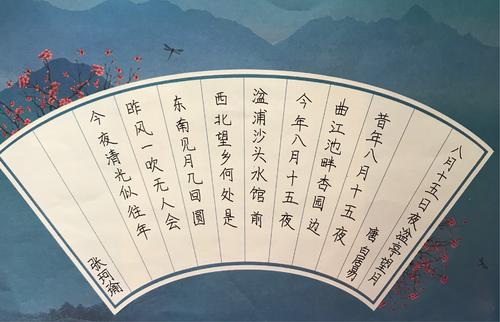 八月十五日夜湓亭望月
唐 白居易
昔年八月十五夜
曲江池畔杏园边
今年八月十五夜
湓浦沙头水馆前
西北望乡何处是
东南见月几回圆
昨风一吹无人会
今夜清光似往年
张珂瑜